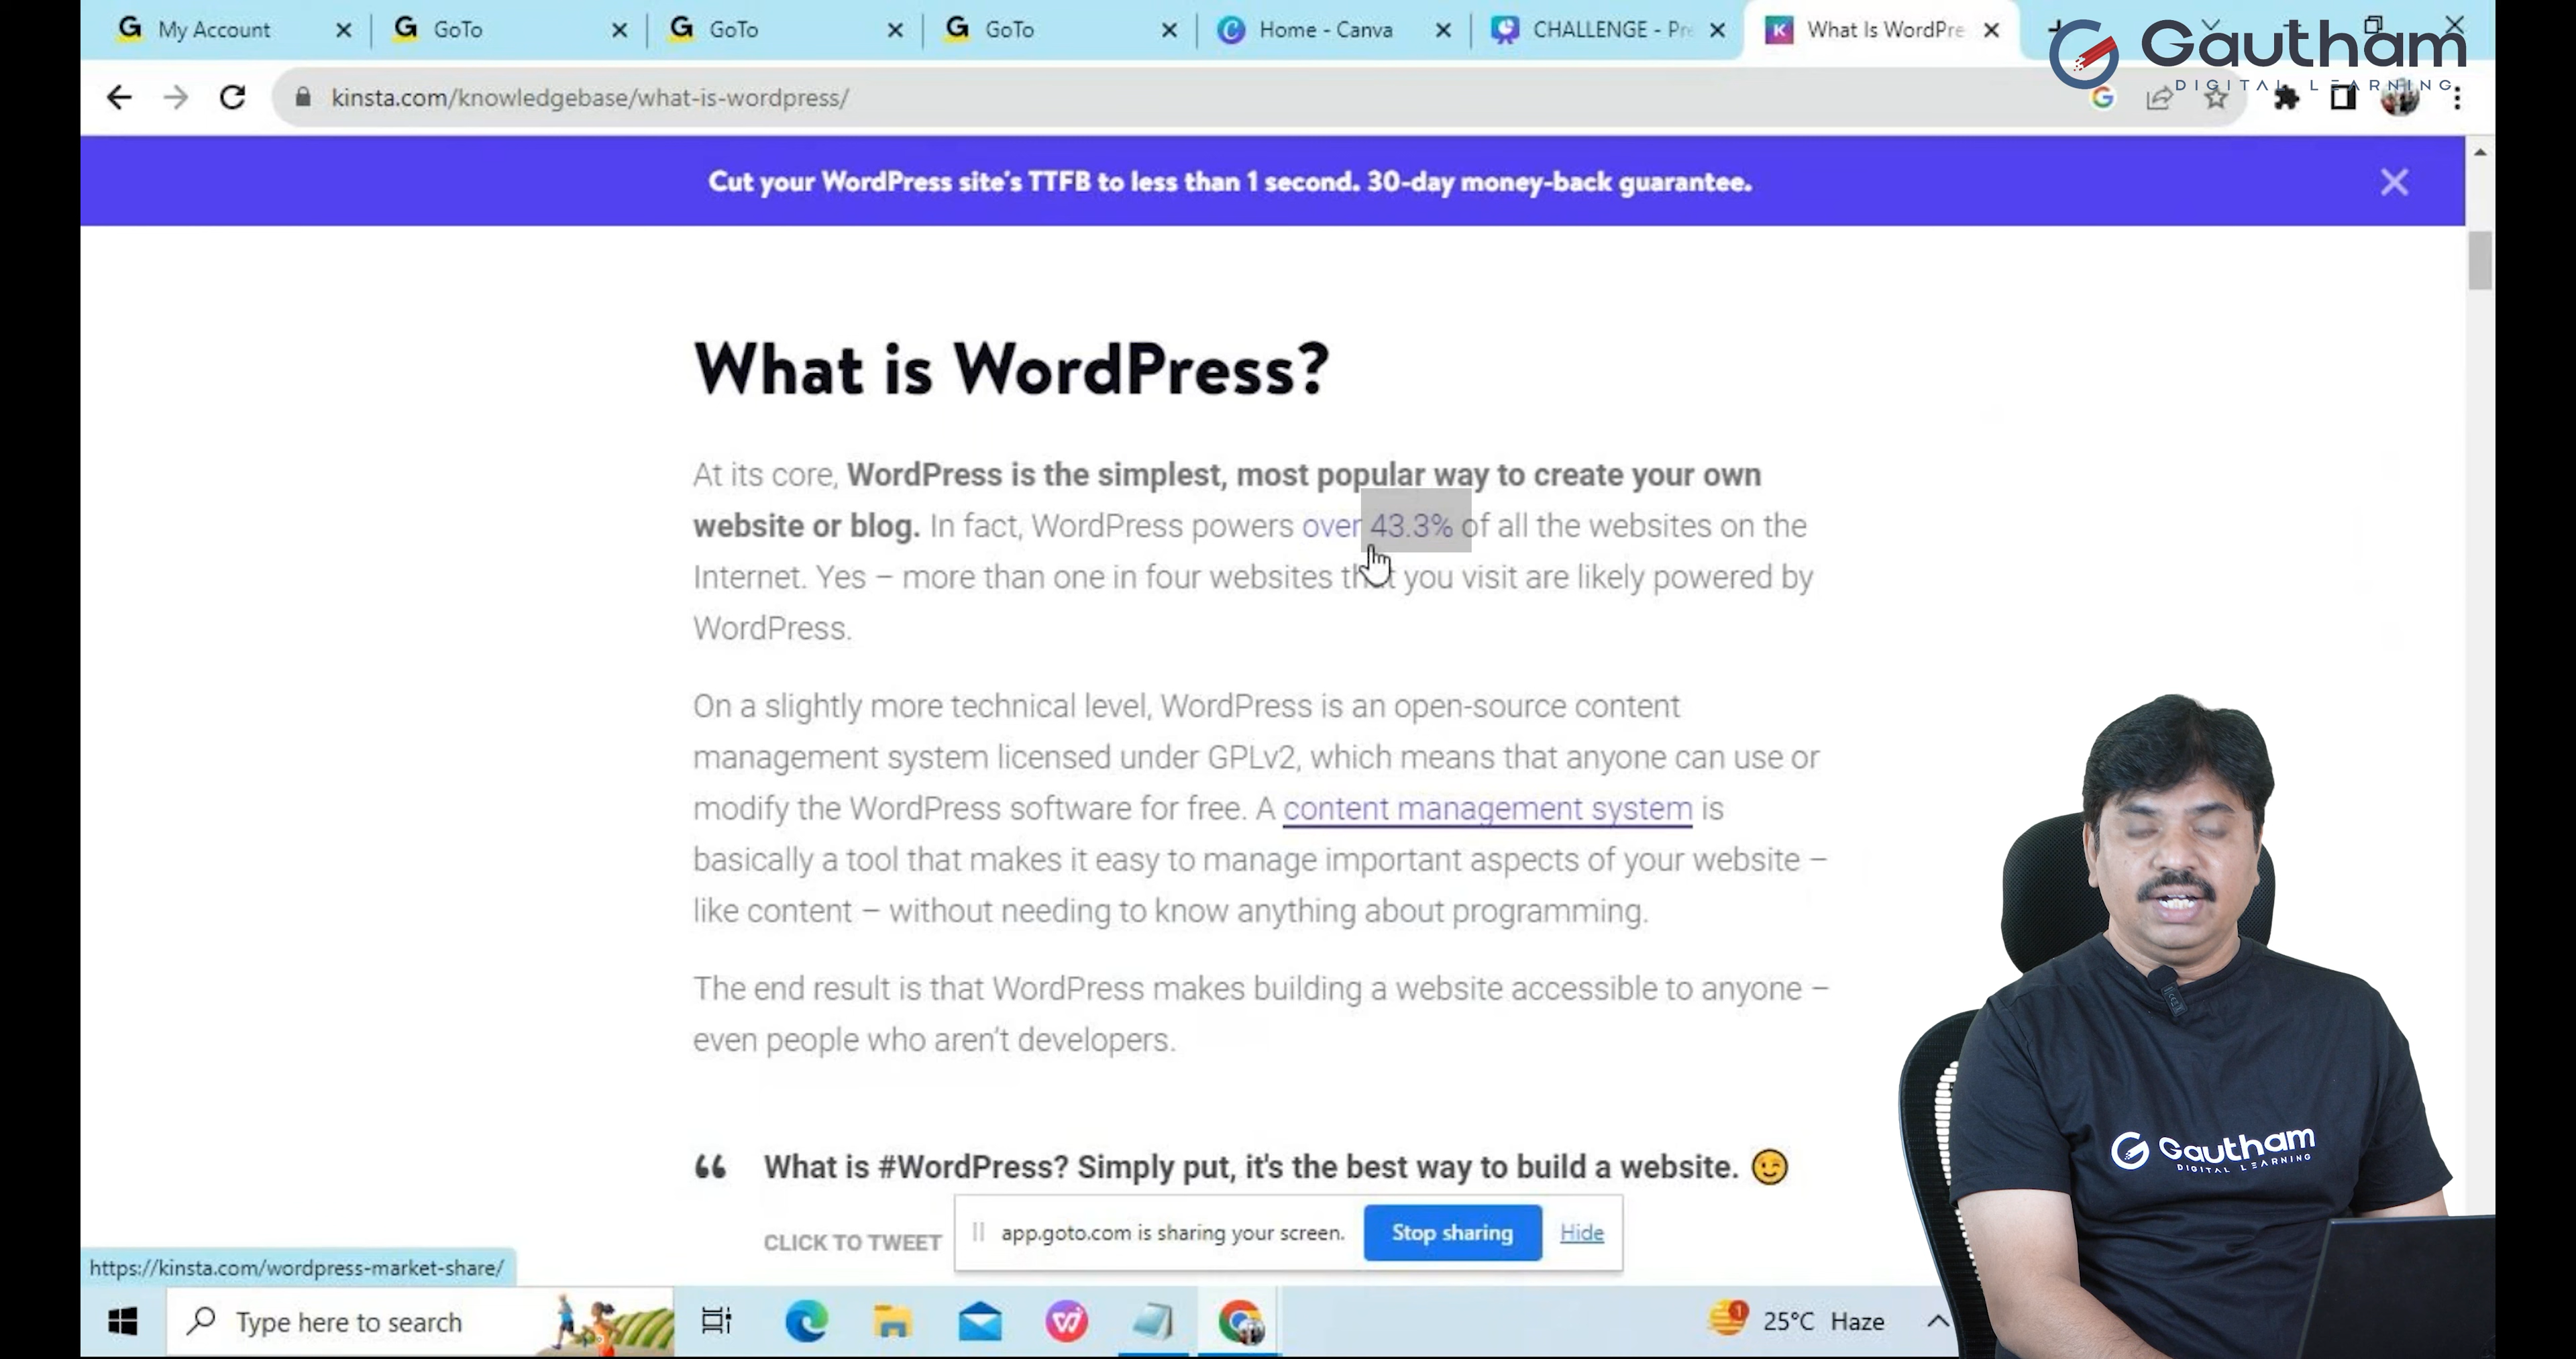 My Account
GoTo
GoTo
GoTo
Home - Canva
CHALLENGE - Pre
What Is WordPre
Gautham
DIGITAL LEARNING
kinsta.com/knowledgebase/what-is-wordpress/
Cut your WordPress site's TTFB to less than 1 second. 30-day money-back guarantee.
What is WordPress?
At its core, WordPress is the simplest, most popular way to create your own
website or blog. In fact, WordPress powers over 43.3% of all the websites on the
Internet. Yes – more than one in four websites that you visit are likely powered by
WordPress.
On a slightly more technical level, WordPress is an open-source content
management system licensed under GPLv2, which means that anyone can use or
modify the WordPress software for free. A content management system is
basically a tool that makes it easy to manage important aspects of your website –
like content – without needing to know anything about programming.
The end result is that WordPress makes building a website accessible to anyone –
even people who aren't developers.
What is #WordPress? Simply put, it's the best way to build a website. 😉
CLICK TO TWEET
app.goto.com is sharing your screen.
Stop sharing
Hide
https://kinsta.com/wordpress-market-share/
Type here to search
1
25°C Haze
Gautham
DIGITAL LEARNING